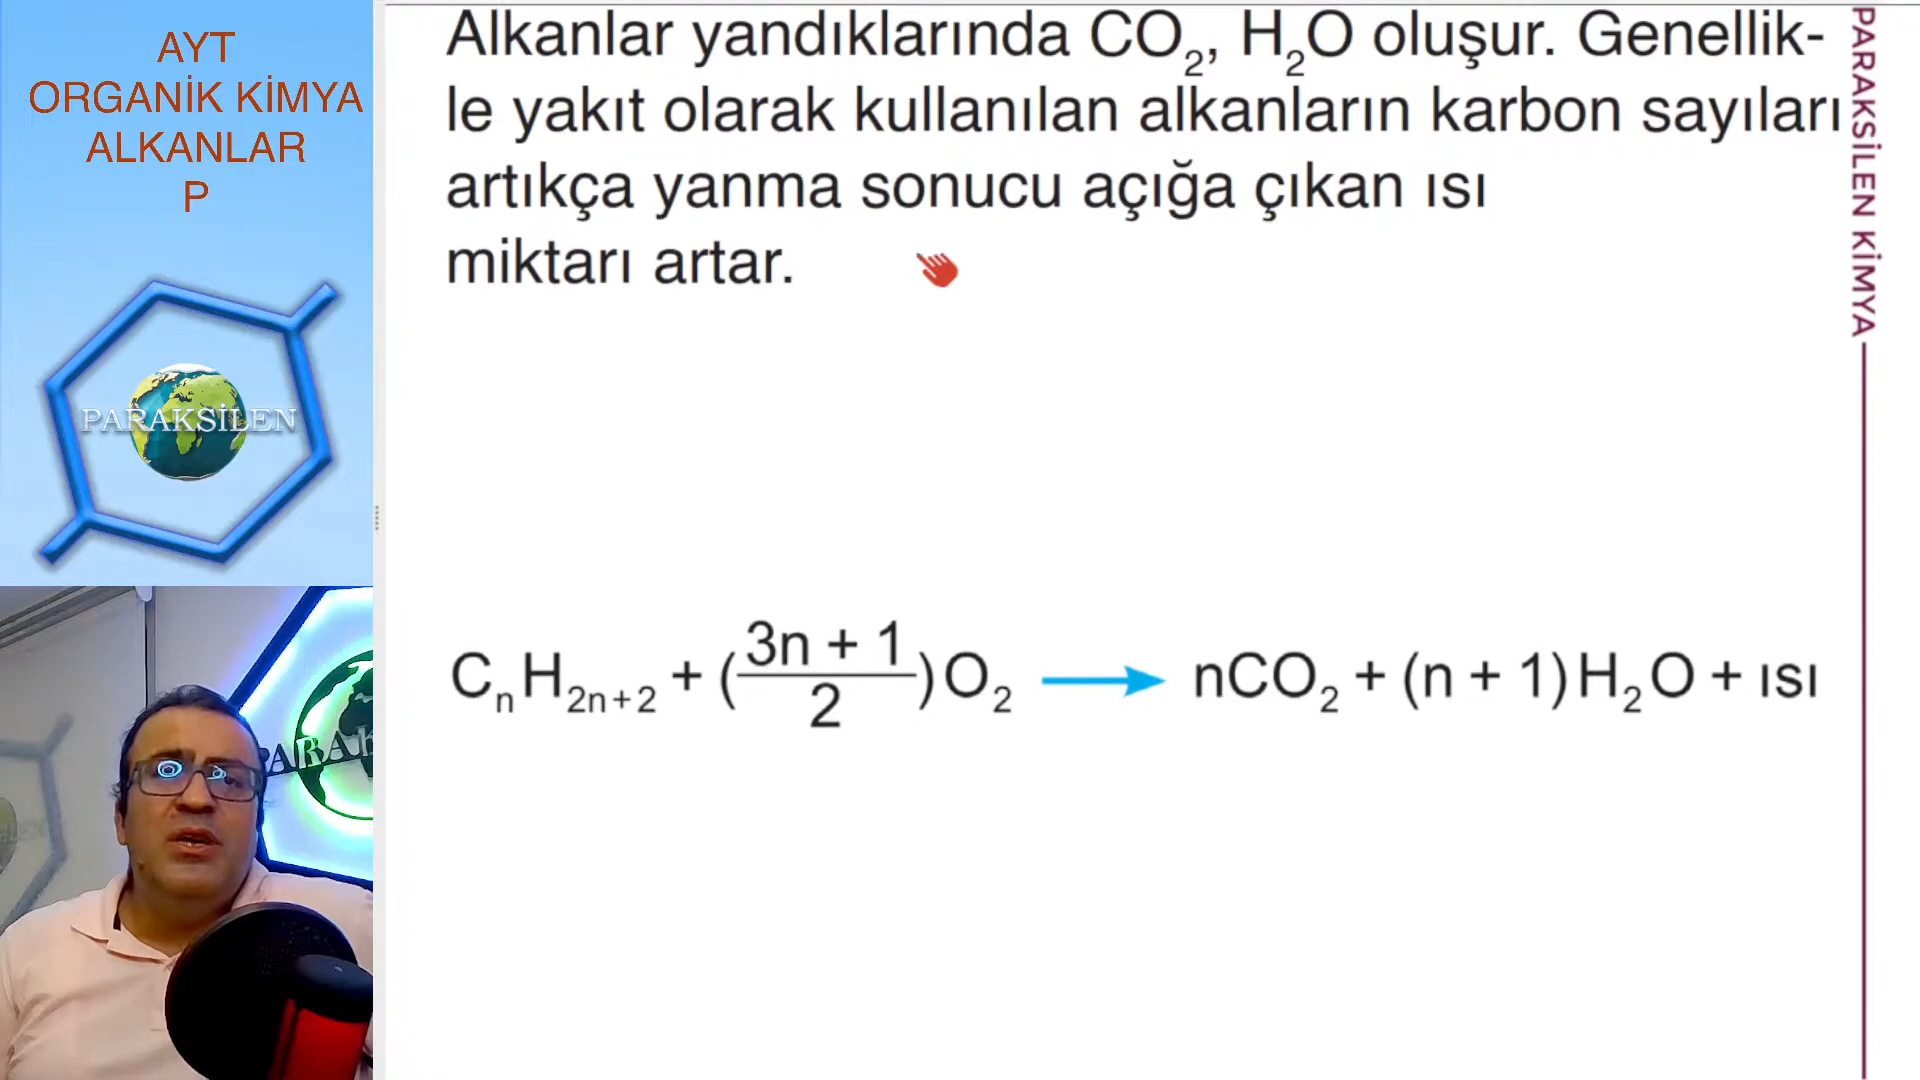 AYT
ORGANİK KİMYA
ALKANLAR
P
PARAKSİLEN
Alkanlar yandıklarında CO₂, H₂O oluşur. Genellik-
le yakıt olarak kullanılan alkanların karbon sayıları
artıkça yanma sonucu açığa çıkan ısı
miktarı artar.
CₙH₂ₙ₊₂ + (3n + 1/2)O₂ → nCO₂ + (n + 1)H₂O + ısı
PARAKSİLEN KİMYA
PARAK